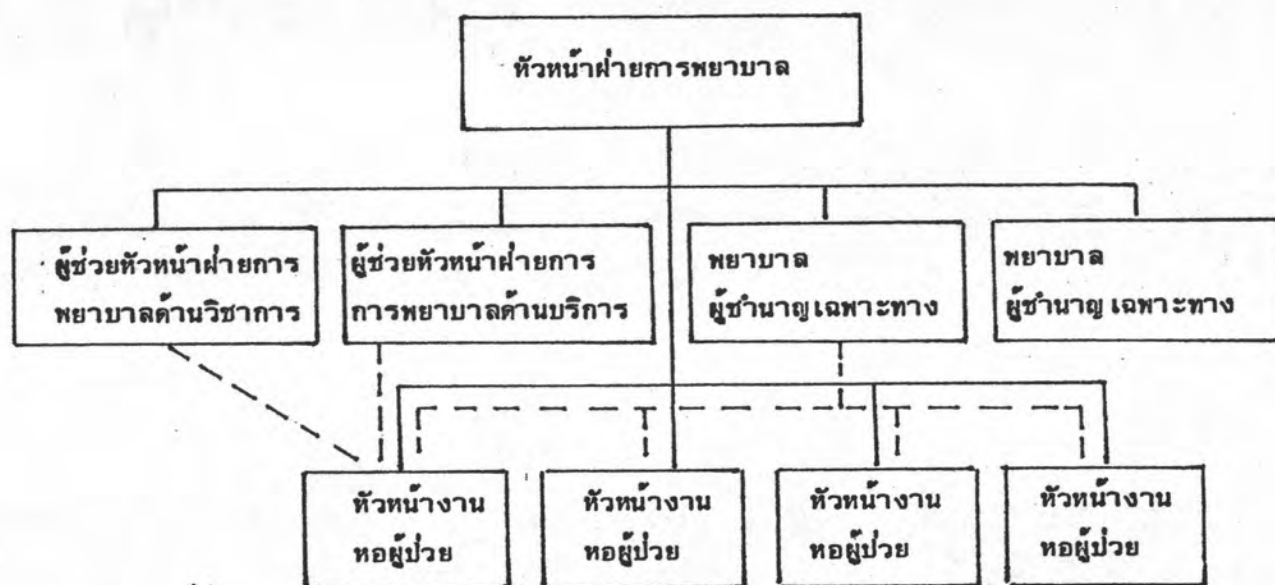 หัวหน้าฝ่ายการพยาบาล
ผู้ช่วยหัวหน้าฝ่ายการ
พยาบาลด้านวิชาการ
ผู้ช่วยหัวหน้าฝ่ายการ
การพยาบาลด้านบริการ
พยาบาล
ผู้ชำนาญเฉพาะทาง
พยาบาล
ผู้ชำนาญเฉพาะทาง
หัวหน้างาน
หอผู้ป่วย
หัวหน้างาน
หอผู้ป่วย
หัวหน้างาน
หอผู้ป่วย
หัวหน้างาน
หอผู้ป่วย